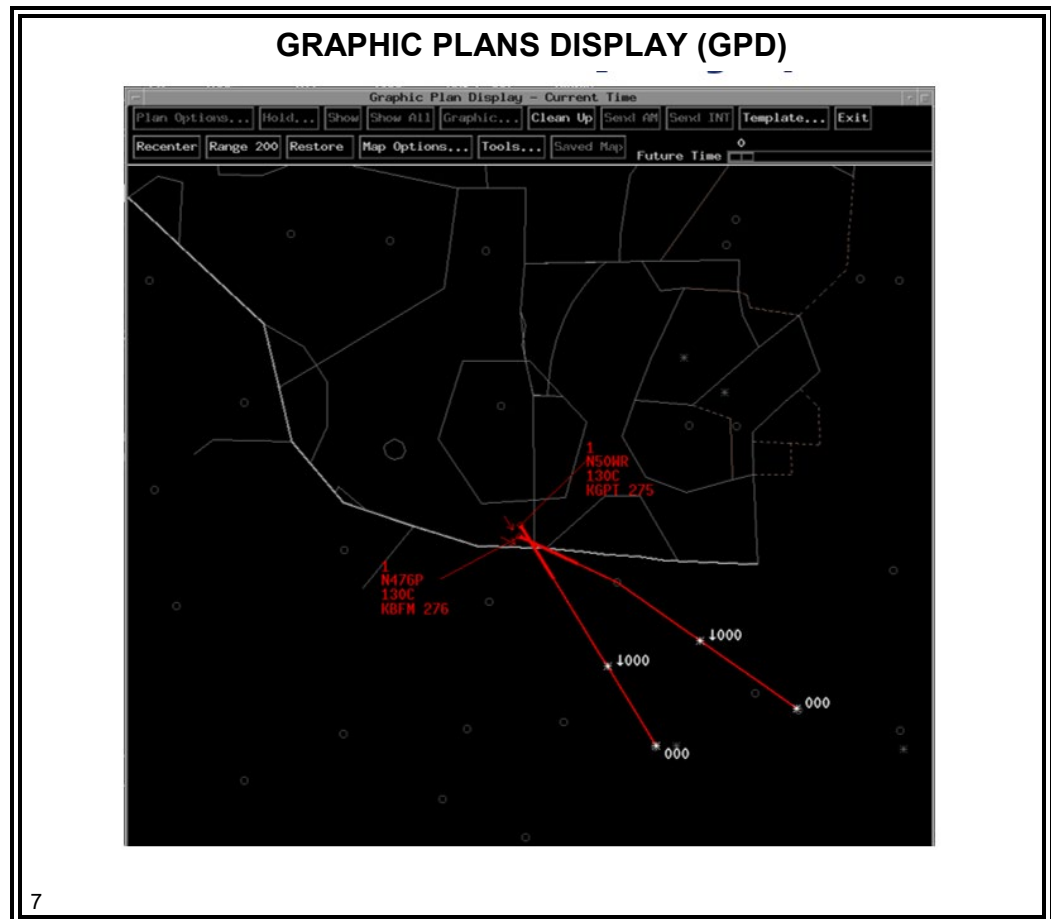 GRAPHIC PLANS DISPLAY (GPD)
Graphic Plan Display - Current Time
Plan Options... Hold... Show Show All Graphic... Clean Up Send AM Send INT Template... Exit
Recenter Range 200 Restore Map Options... Tools... Saved Map Future Time 0
1
N50WR
130C
KGPT 275
1
N476P
130C
KBFM 276
↓000
↓000
000
000
7